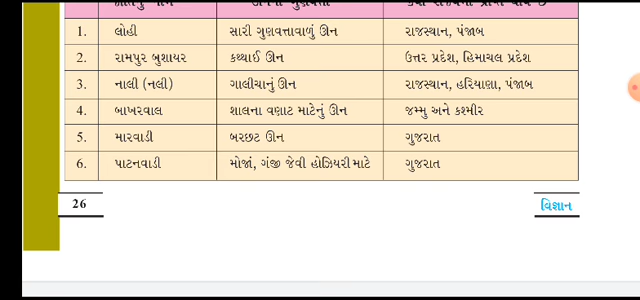 1. લોહી સારી ગુણવત્તાવાળું ઊન રાજસ્થાન, પંજાબ
2. રામપુર બુશાયર કથ્થાઈ ઊન ઉત્તર પ્રદેશ, હિમાચલ પ્રદેશ
3. નાલી (નલી) ગાલીચાનું ઊન રાજસ્થાન, હરિયાણા, પંજાબ
4. બાખરવાલ શાલના વણાટ માટેનું ઊન જમ્મુ અને કશ્મીર
5. મારવાડી બરછટ ઊન ગુજરાત
6. પાટનવાડી મોજાં, ગંજી જેવી હોઝિયરી માટે ગુજરાત
26 વિજ્ઞાન